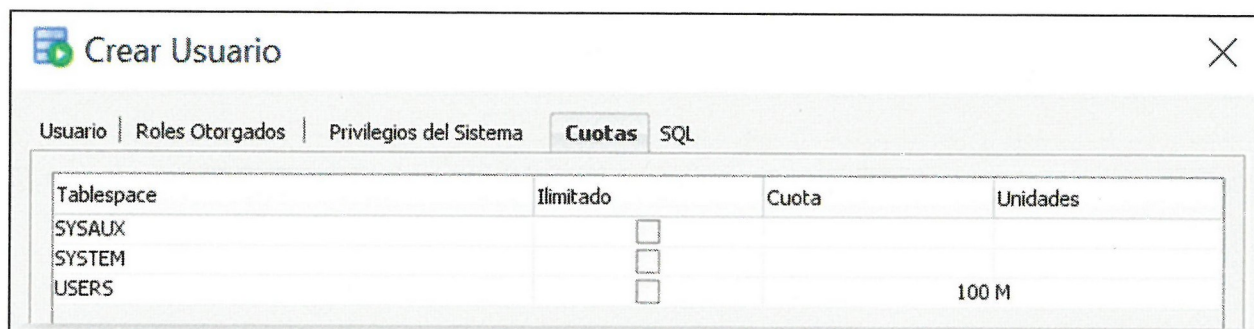 Crear Usuario
Usuario | Roles Otorgados | Privilegios del Sistema Cuotas SQL
Tablespace Ilimitado Cuota Unidades
SYSAUX
SYSTEM
USERS 100 M